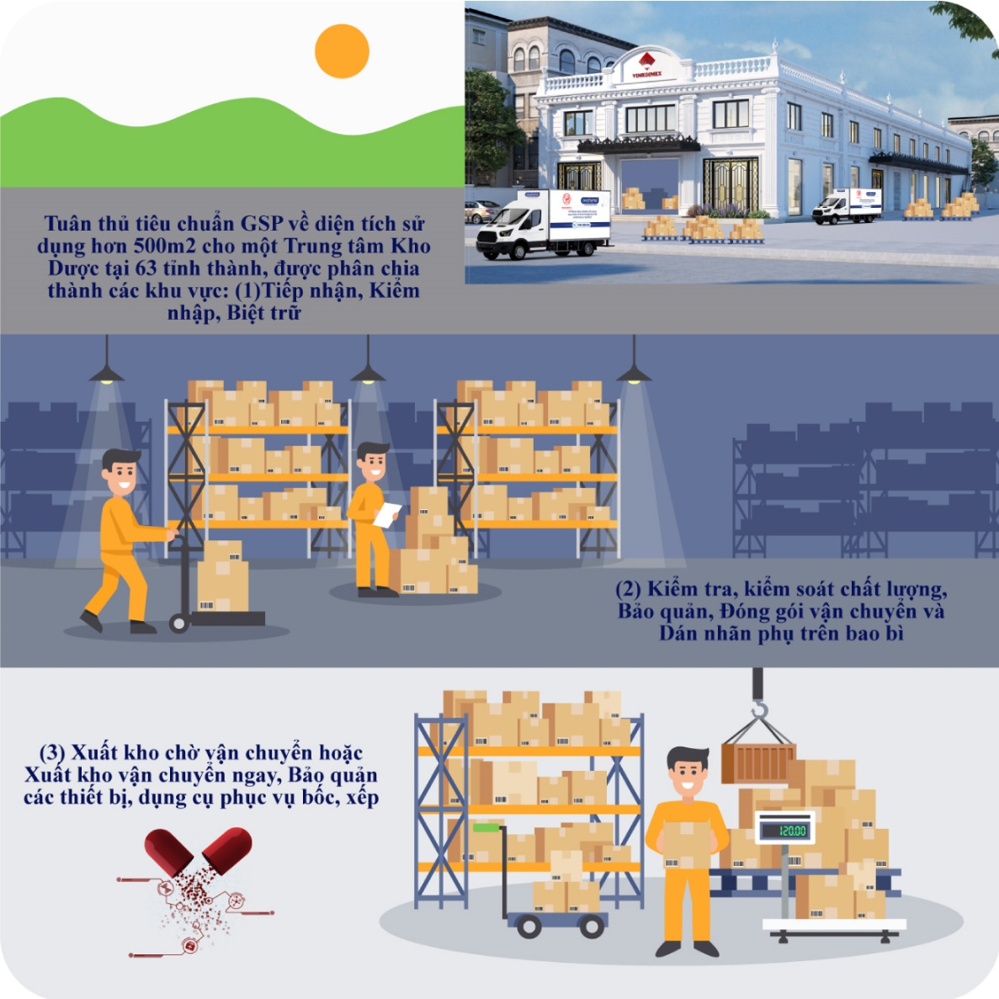 VIMEDIMEX
Tuân thủ tiêu chuẩn GSP về diện tích sử
dụng hơn 500m2 cho một Trung tâm Kho
Dược tại 63 tỉnh thành, được phân chia
thành các khu vực: (1)Tiếp nhận, Kiểm
nhập, Biệt trữ
(2) Kiểm tra, kiểm soát chất lượng,
Bảo quản, Đóng gói vận chuyển và
Dán nhãn phụ trên bao bì
(3) Xuất kho chờ vận chuyển hoặc
Xuất kho vận chuyển ngay, Bảo quản
các thiết bị, dụng cụ phục vụ bốc, xếp
120.00